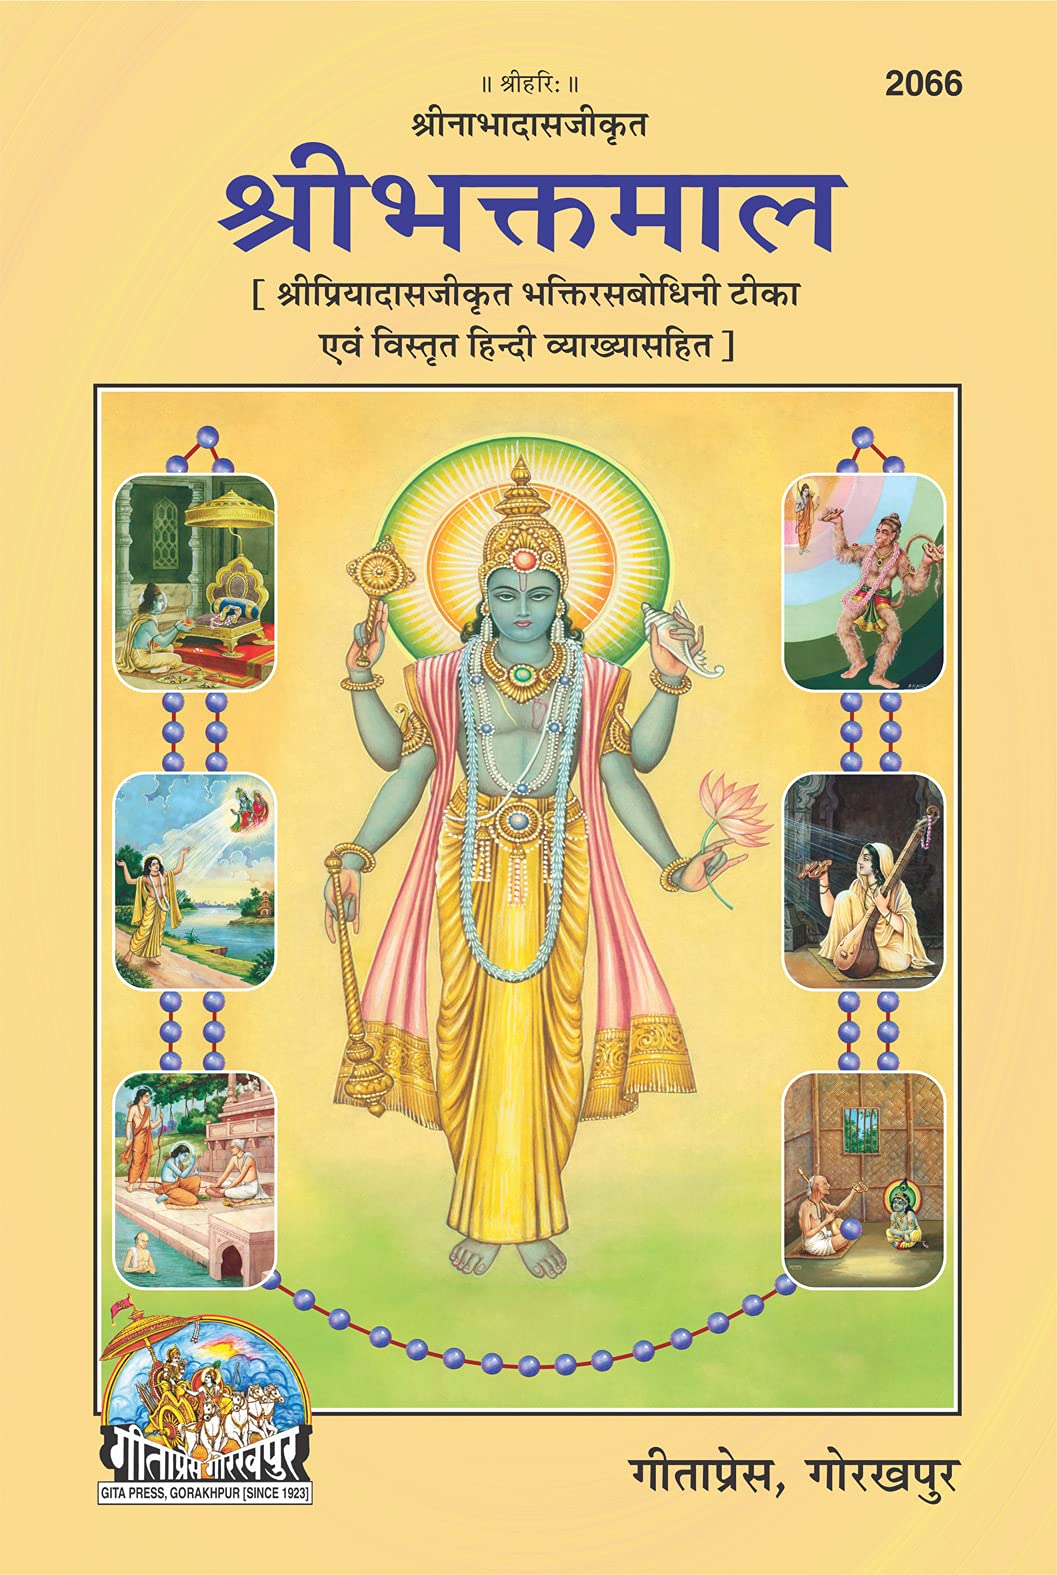 ॥ श्रीहरिः ॥
2066
श्रीनाभादासजीकृत
श्रीभक्तमाल
[ श्रीप्रियादासजीकृत भक्तिरसबोधिनी टीका
एवं विस्तृत हिन्दी व्याख्यासहित ]
गीताप्रेस गोरखपुर
GITA PRESS, GORAKHPUR [SINCE 1923]
गीताप्रेस, गोरखपुर